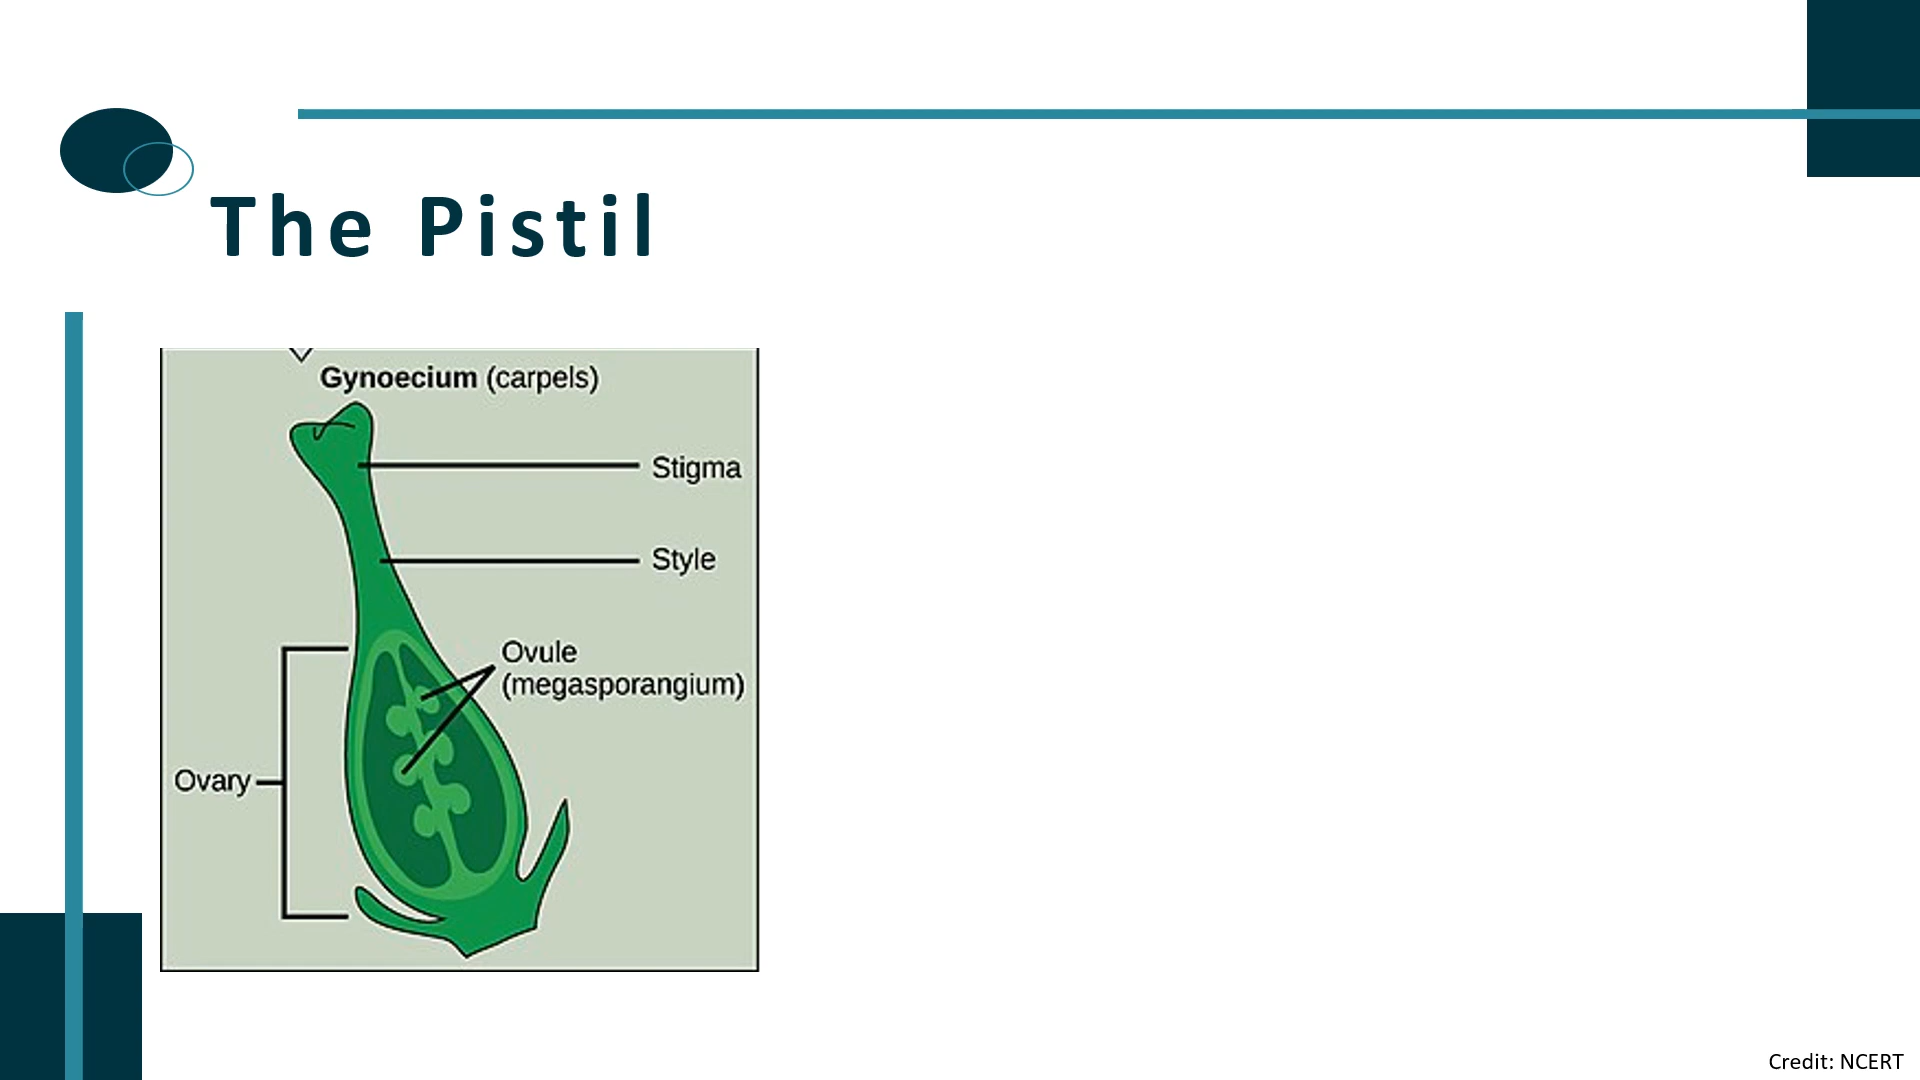 The Pistil
Gynoecium (carpels)
Stigma
Style
Ovule
(megasporangium)
Ovary
Credit: NCERT